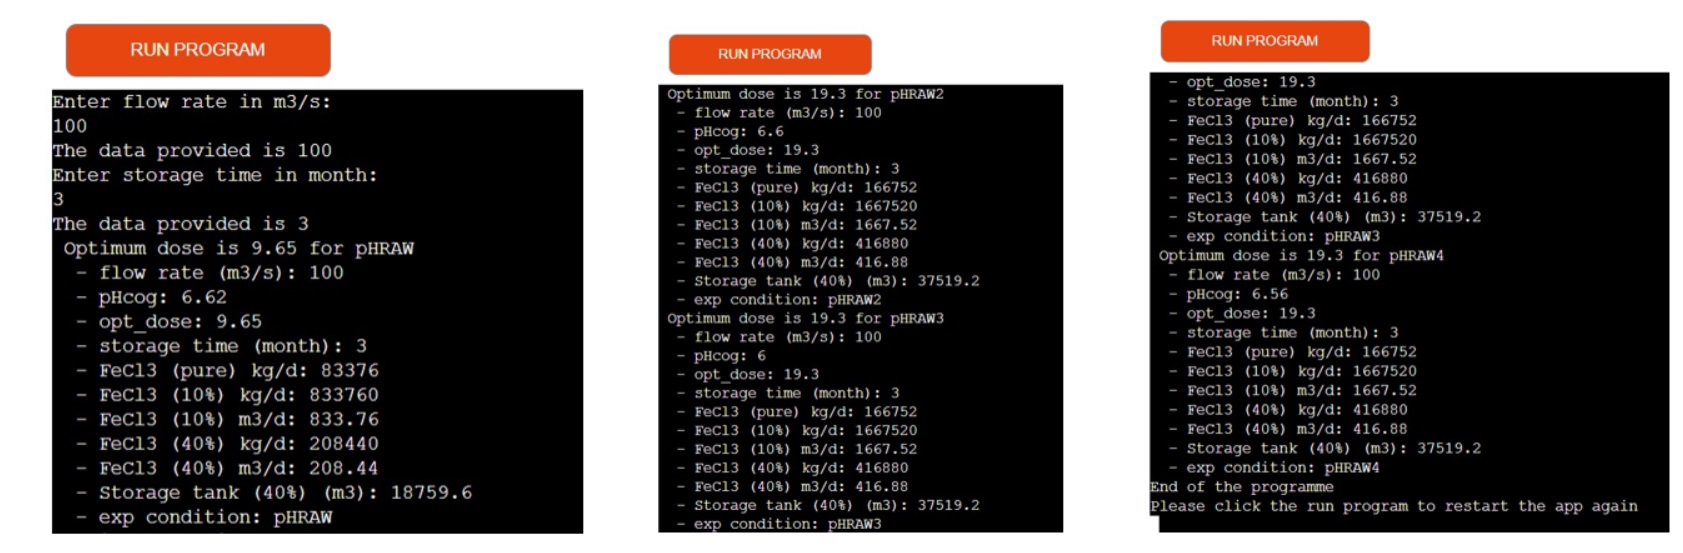 RUN PROGRAM
Enter flow rate in m3/s:
100
The data provided is 100
Enter storage time in month:
3
The data provided is 3
Optimum dose is 9.65 for pHRAW
- flow rate (m3/s): 100
- pHcog: 6.62
- opt_dose: 9.65
- storage time (month): 3
- FeCl3 (pure) kg/d: 83376
- FeCl3 (10%) kg/d: 833760
- FeCl3 (10%) m3/d: 833.76
- FeCl3 (40%) kg/d: 208440
- FeCl3 (40%) m3/d: 208.44
- Storage tank (40%) (m3): 18759.6
- exp condition: pHRAW
RUN PROGRAM
Optimum dose is 19.3 for pHRAW2
- flow rate (m3/s): 100
- pHcog: 6.6
- opt_dose: 19.3
- storage time (month): 3
- FeCl3 (pure) kg/d: 166752
- FeCl3 (10%) kg/d: 1667520
- FeCl3 (10%) m3/d: 1667.52
- FeCl3 (40%) kg/d: 416880
- FeCl3 (40%) m3/d: 416.88
- Storage tank (40%) (m3): 37519.2
- exp condition: pHRAW2
Optimum dose is 19.3 for pHRAW3
- flow rate (m3/s): 100
- pHcog: 6
- opt_dose: 19.3
- storage time (month): 3
- FeCl3 (pure) kg/d: 166752
- FeCl3 (10%) kg/d: 1667520
- FeCl3 (10%) m3/d: 1667.52
- FeCl3 (40%) kg/d: 416880
- FeCl3 (40%) m3/d: 416.88
- Storage tank (40%) (m3): 37519.2
- exp condition: pHRAW3
RUN PROGRAM
- opt_dose: 19.3
- storage time (month): 3
- FeCl3 (pure) kg/d: 166752
- FeCl3 (10%) kg/d: 1667520
- FeCl3 (10%) m3/d: 1667.52
- FeCl3 (40%) kg/d: 416880
- FeCl3 (40%) m3/d: 416.88
- Storage tank (40%) (m3): 37519.2
- exp condition: pHRAW3
Optimum dose is 19.3 for pHRAW4
- flow rate (m3/s): 100
- pHcog: 6.56
- opt_dose: 19.3
- storage time (month): 3
- FeCl3 (pure) kg/d: 166752
- FeCl3 (10%) kg/d: 1667520
- FeCl3 (10%) m3/d: 1667.52
- FeCl3 (40%) kg/d: 416880
- FeCl3 (40%) m3/d: 416.88
- Storage tank (40%) (m3): 37519.2
- exp condition: pHRAW4
End of the programme
Please click the run program to restart the app again